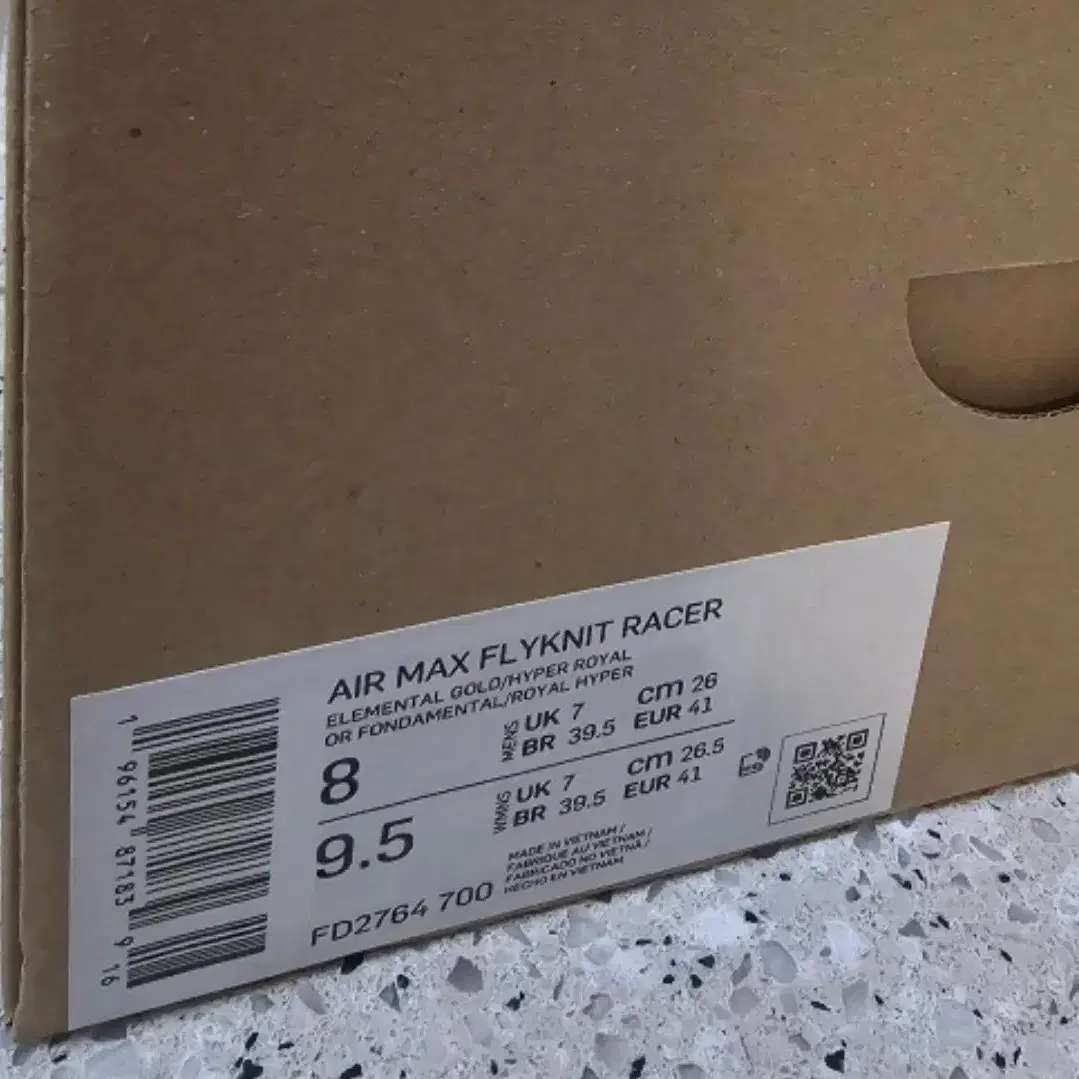 AIR MAX FLYKNIT RACER
ELEMENTAL GOLD/HYPER ROYAL
OR FONDAMENTAL/ROYAL HYPER
8
MENS UK 7 cm 26
BR 39.5 EUR 41
9.5
WMNS UK 7 cm 26.5
BR 39.5 EUR 41
FD2764 700
MADE IN VIETNAM /
FABRIQUE AU VIETNAM /
FABRICADO NO VIETNÃ /
HECHO EN VIETNAM
1 96154 87183 9 16